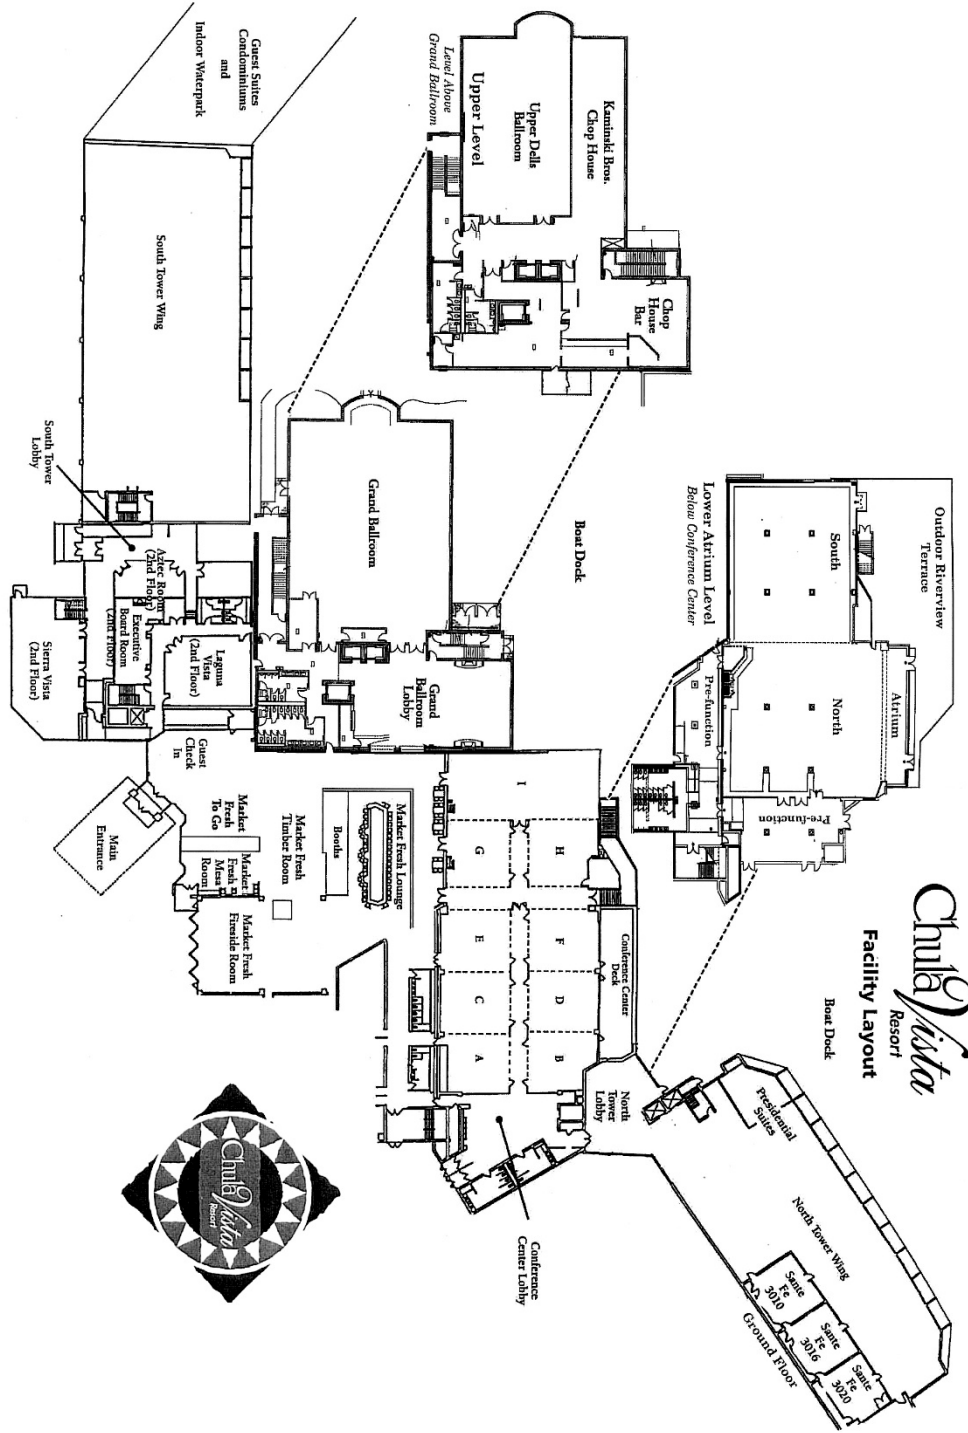 Chula Vista
Resort
Facility Layout
Guest Suites
Condominiums
and
Indoor Waterpark
South Tower Wing
South Tower
Lobby
Level Above
Grand Ballroom
Upper Level
Upper Dells
Ballroom
Kaminski Bros.
Chop House
Chop
House
Bar
Grand Ballroom
Grand
Ballroom
Lobby
Boat Dock
Aztec Room
(2nd Floor)
Executive
Board Room
(2nd Floor)
Laguna
Vista
(2nd Floor)
Sierra Vista
(2nd Floor)
Guest
Check
In
Main
Entrance
Market
Fresh
To Go
Market
Fresh
Mesa
Room
Market Fresh
Timber Room
Market Fresh
Fireside Room
Booths
Market Fresh Lounge
Lower Atrium Level
Below Conference Center
Outdoor Riverview
Terrace
South
North
Atrium
Pre-function
Pre-function
I
G
H
E
F
C
D
A
B
Conference Center
Deck
North
Tower
Lobby
Conference
Center Lobby
Boat Dock
Presidential
Suites
North Tower Wing
Sante
Fe
3010
Sante
Fe
3016
Sante
Fe
3020
Ground Floor
Chula Vista
Resort